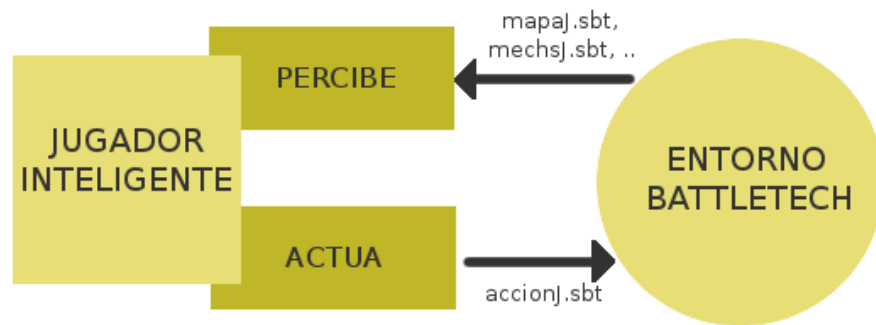 mapaJ.sbt,
mechsJ.sbt, ..
PERCIBE
JUGADOR
INTELIGENTE
ENTORNO
BATTLETECH
ACTUA
accionJ.sbt